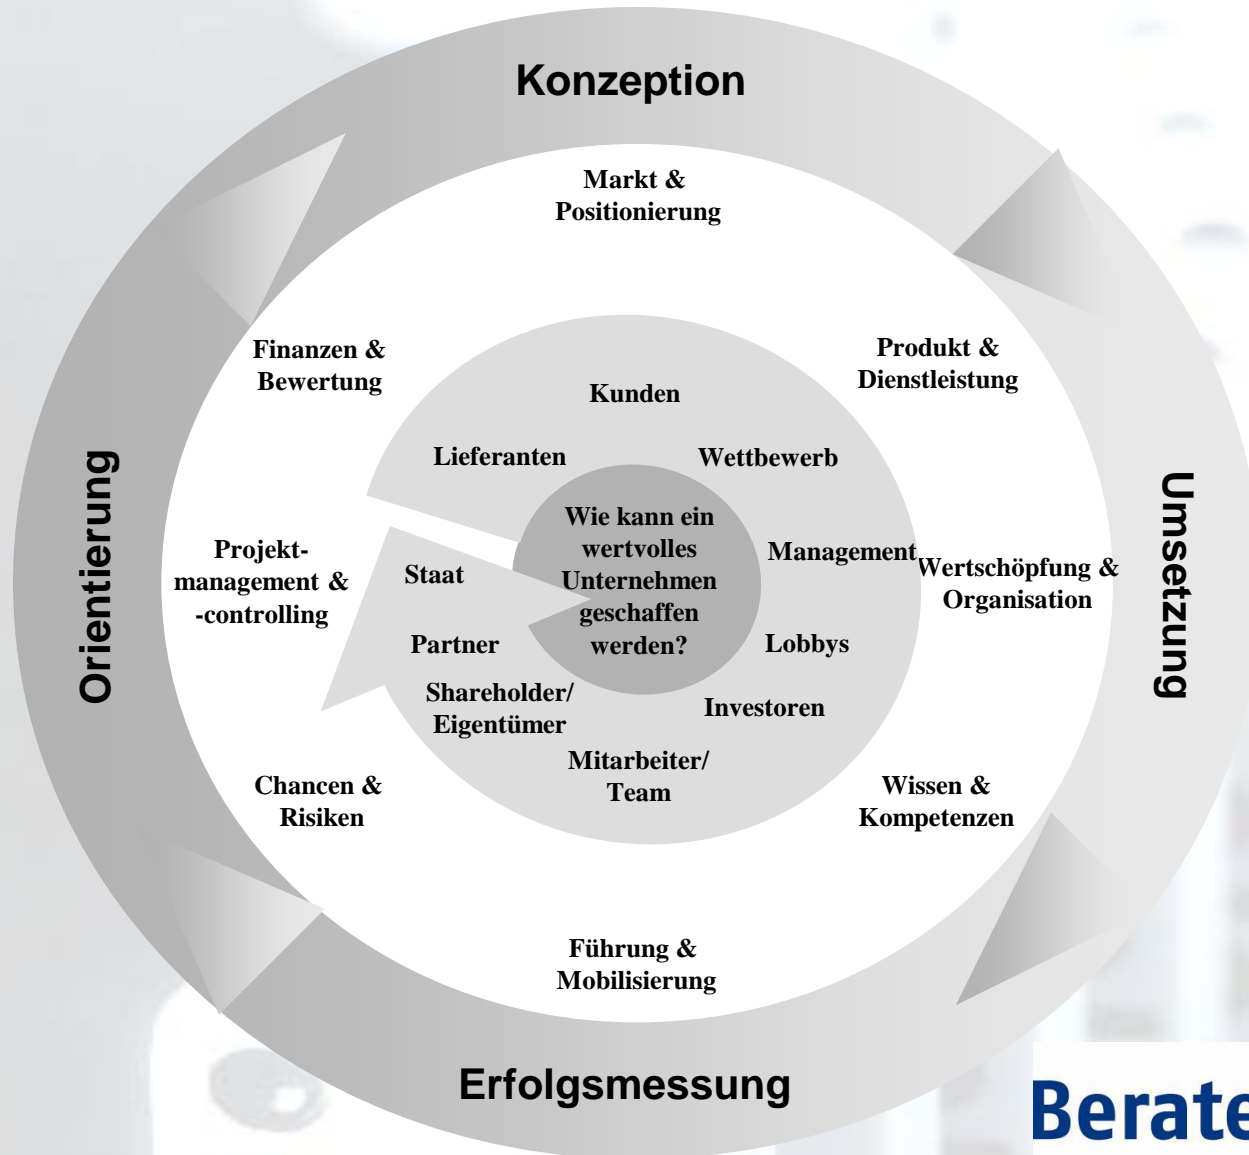 Konzeption
Markt &
Positionierung
Finanzen &
Bewertung
Produkt &
Dienstleistung
Kunden
Lieferanten
Wettbewerb
Orientierung
Umsetzung
Wie kann ein
wertvolles
Unternehmen
geschaffen
werden?
Projekt-
management &
-controlling
Staat
Management
Wertschöpfung &
Organisation
Partner
Lobbys
Shareholder/
Eigentümer
Investoren
Mitarbeiter/
Team
Chancen &
Risiken
Wissen &
Kompetenzen
Führung &
Mobilisierung
Erfolgsmessung
Berate